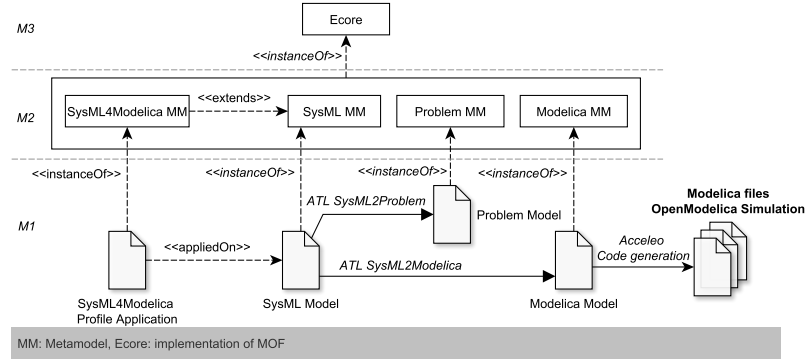 M3
Ecore
<<instanceOf>>
M2
SysML4Modelica MM
<<extends>>
SysML MM
Problem MM
Modelica MM
<<instanceOf>>
<<instanceOf>>
<<instanceOf>>
<<instanceOf>>
M1
ATL SysML2Problem
Problem Model
Modelica files
OpenModelica Simulation
<<appliedOn>>
ATL SysML2Modelica
Acceleo
Code generation
SysML4Modelica
Profile Application
SysML Model
Modelica Model
MM: Metamodel, Ecore: implementation of MOF